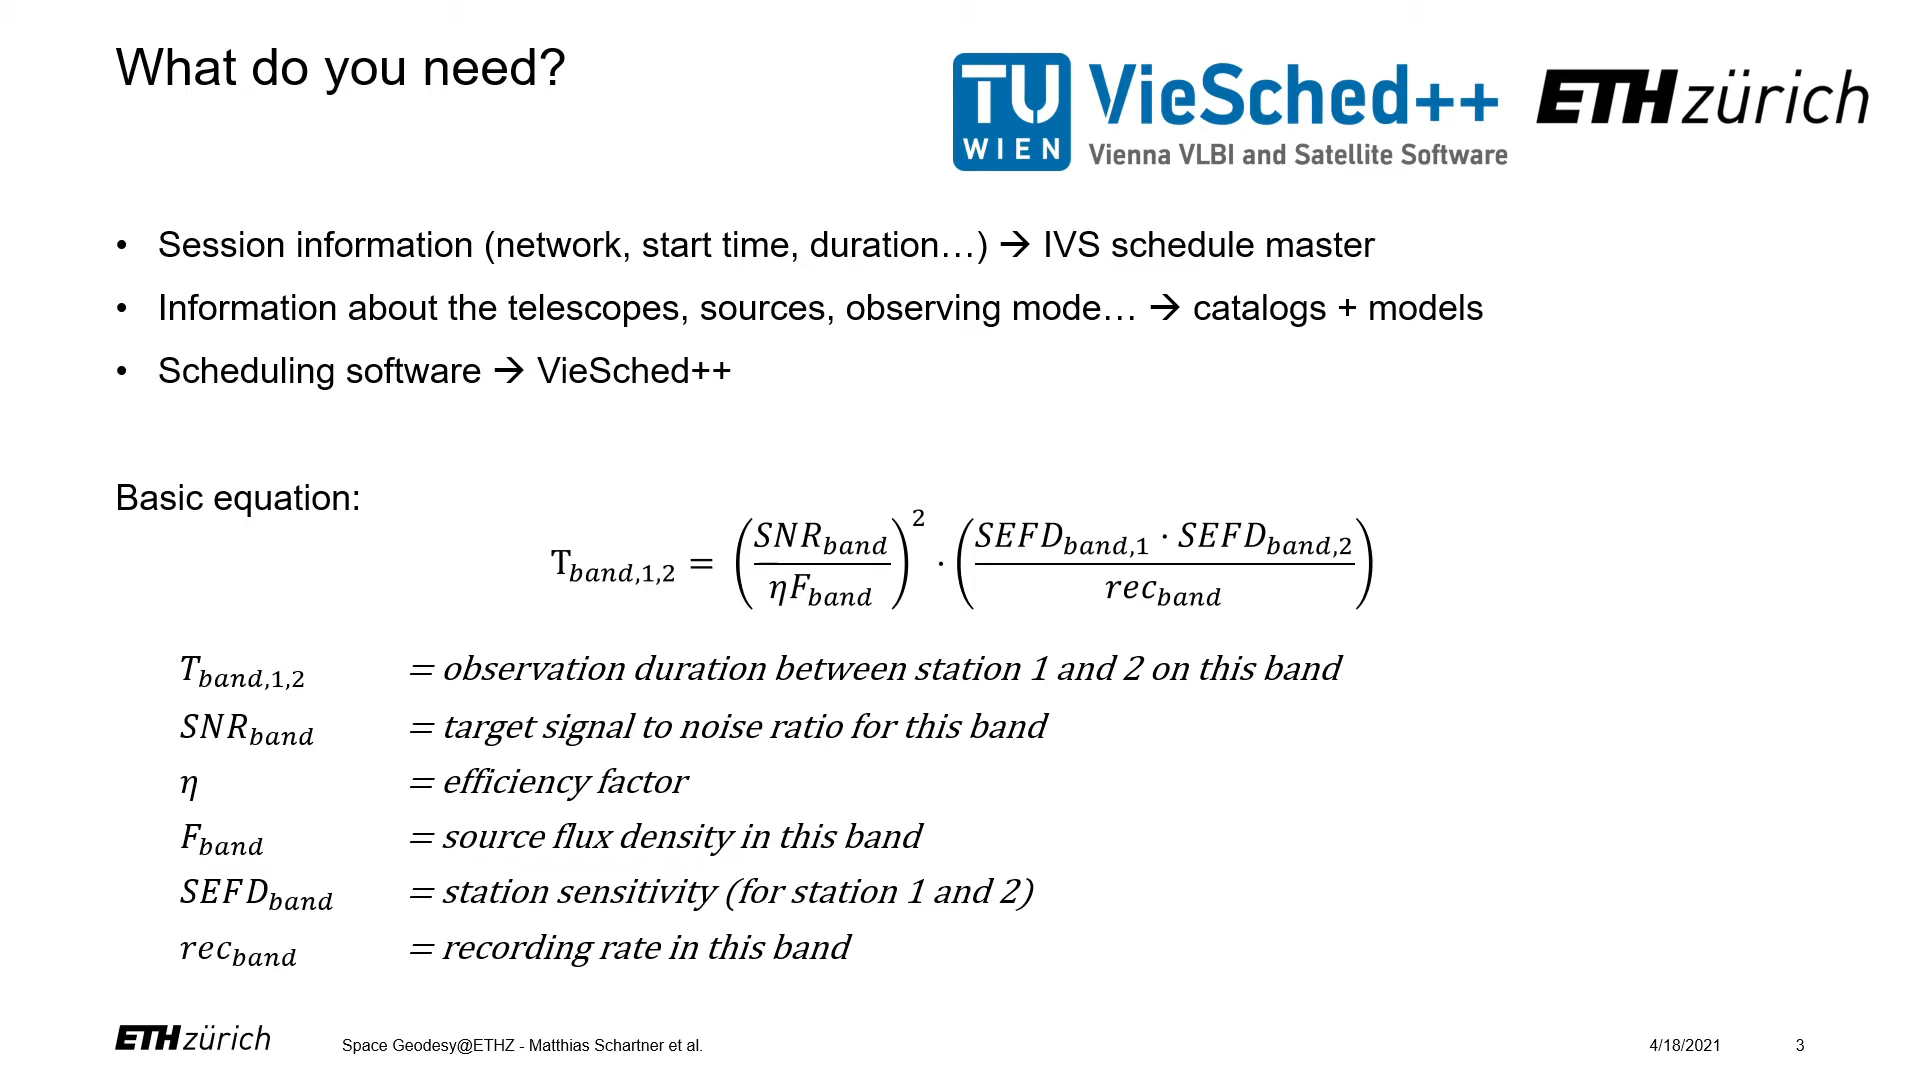 What do you need?
TU WIEN
VieSched++
Vienna VLBI and Satellite Software
ETH zürich
• Session information (network, start time, duration…) → IVS schedule master
• Information about the telescopes, sources, observing mode… → catalogs + models
• Scheduling software → VieSched++
Basic equation:
T_{band,1,2} = (SNR_{band} / ηF_{band})^2 · (SEFD_{band,1} · SEFD_{band,2} / rec_{band})
T_{band,1,2} = observation duration between station 1 and 2 on this band
SNR_{band} = target signal to noise ratio for this band
η = efficiency factor
F_{band} = source flux density in this band
SEFD_{band} = station sensitivity (for station 1 and 2)
rec_{band} = recording rate in this band
ETH zürich
Space Geodesy@ETHZ - Matthias Schartner et al.
4/18/2021
3